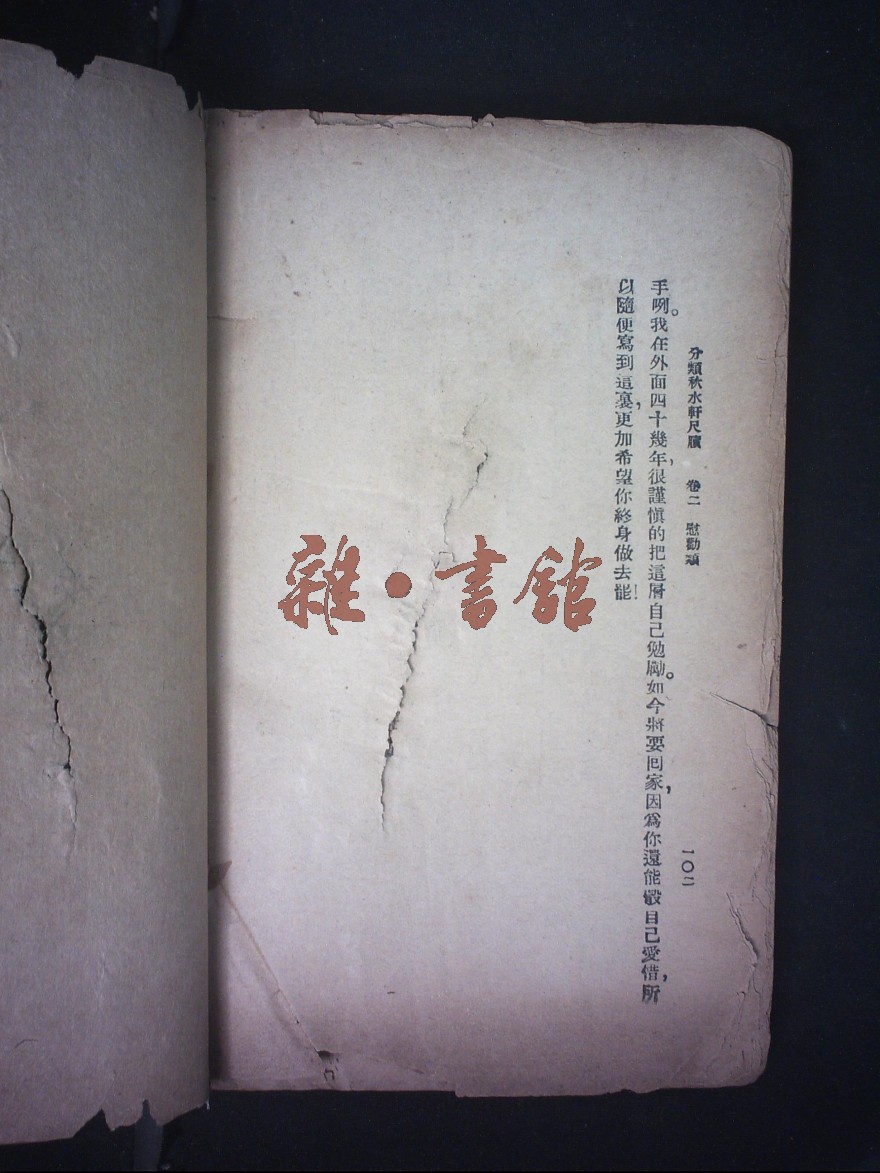 分類秋水軒尺牘　卷二　慰勸類　一〇二
手咧。我在外面四十幾年，很謹愼的把這層自己勉勵。如今將要回家，因爲你還能彀自己愛惜，所
以隨便寫到這裏，更加希望你終身做去罷！
雜・書館